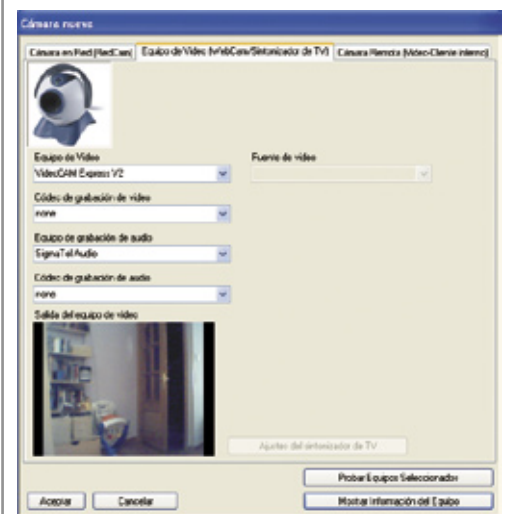 Cámara nueva
Cámara en Red (RedCam) Equipo de Video (WebCam/Sintonizador de TV) Cámara Remota (Video-Cliente interno)
Equipo de Video Fuente de video
VideoCAM Express V2
Códec de grabación de video
none
Equipo de grabación de audio
SigmaTel Audio
Códec de grabación de audio
none
Salida del equipo de video
Ajustes del sintonizador de TV
Probar Equipos Seleccionados
Aceptar Cancelar Mostrar Información del Equipo